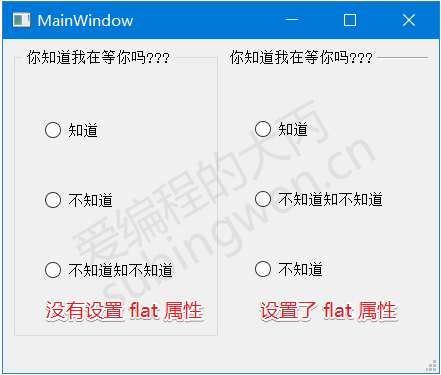 MainWindow
你知道我在等你吗???
你知道我在等你吗???
知道
知道
不知道
不知道知不知道
不知道知不知道
不知道
没有设置 flat 属性
设置了 flat 属性
爱编程的大丙
subingwen.cn